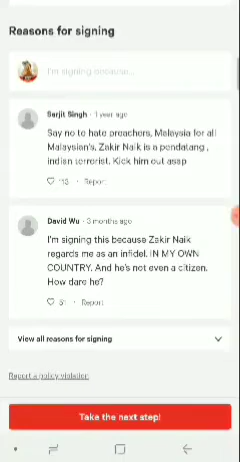 Reasons for signing
I'm signing because...
Sarjit Singh · 1 year ago
Say no to hate preachers, Malaysia for all
Malaysian's, Zakir Naik is a pendatang ,
indian terrorist. Kick him out asap
· Report
David Wu · 3 months ago
I'm signing this because Zakir Naik
regards me as an infidel. IN MY OWN
COUNTRY. And he's not even a citizen.
How dare he?
· Report
View all reasons for signing
Report a policy violation
Take the next step!